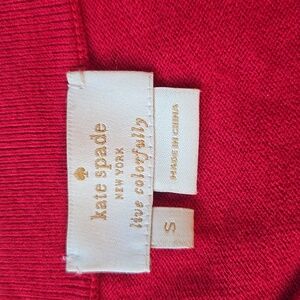 kate spade
NEW YORK
live colorfully
S
MADE IN CHINA